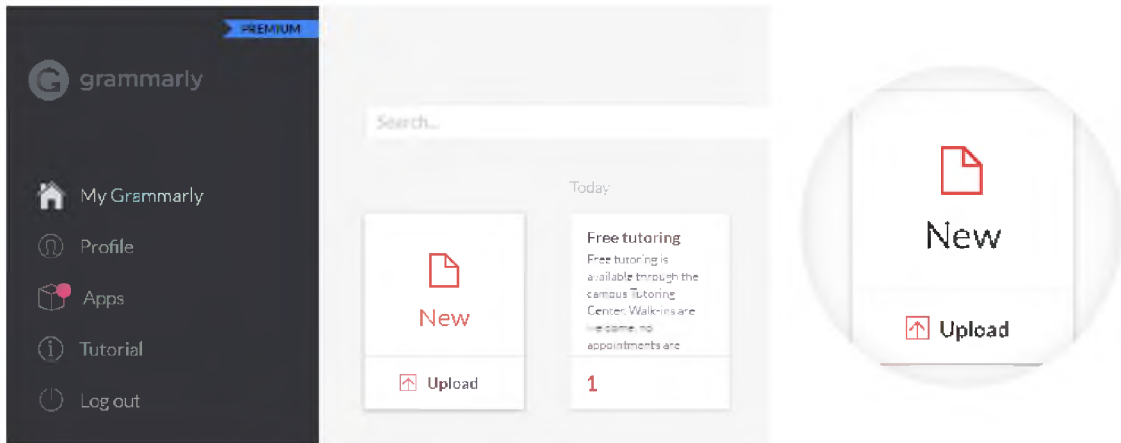 PREMIUM
grammarly
My Grammarly
Profile
Apps
Tutorial
Log out
Search...
Today
New
Upload
Free tutoring
Free tutoring is
available through the
campus Tutoring
Center. Walk-ins are
welcome, no
appointments are
1
New
Upload